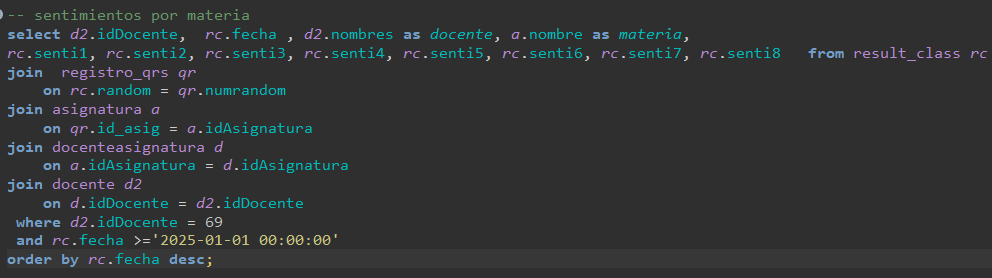 -- sentimientos por materia
select d2.idDocente,  rc.fecha , d2.nombres as docente, a.nombre as materia,
rc.senti1, rc.senti2, rc.senti3, rc.senti4, rc.senti5, rc.senti6, rc.senti7, rc.senti8   from result_class rc
join  registro_qrs qr
    on rc.random = qr.numrandom
join asignatura a
    on qr.id_asig = a.idAsignatura
join docenteasignatura d
    on a.idAsignatura = d.idAsignatura
join docente d2
    on d.idDocente = d2.idDocente
 where d2.idDocente = 69
 and rc.fecha >='2025-01-01 00:00:00'
order by rc.fecha desc;